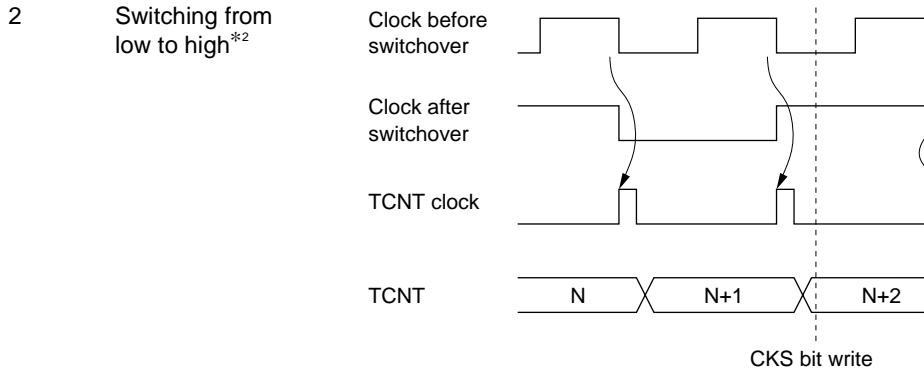 2
Switching from
low to high*2
Clock before
switchover
Clock after
switchover
TCNT clock
TCNT
N
N+1
N+2
CKS bit write